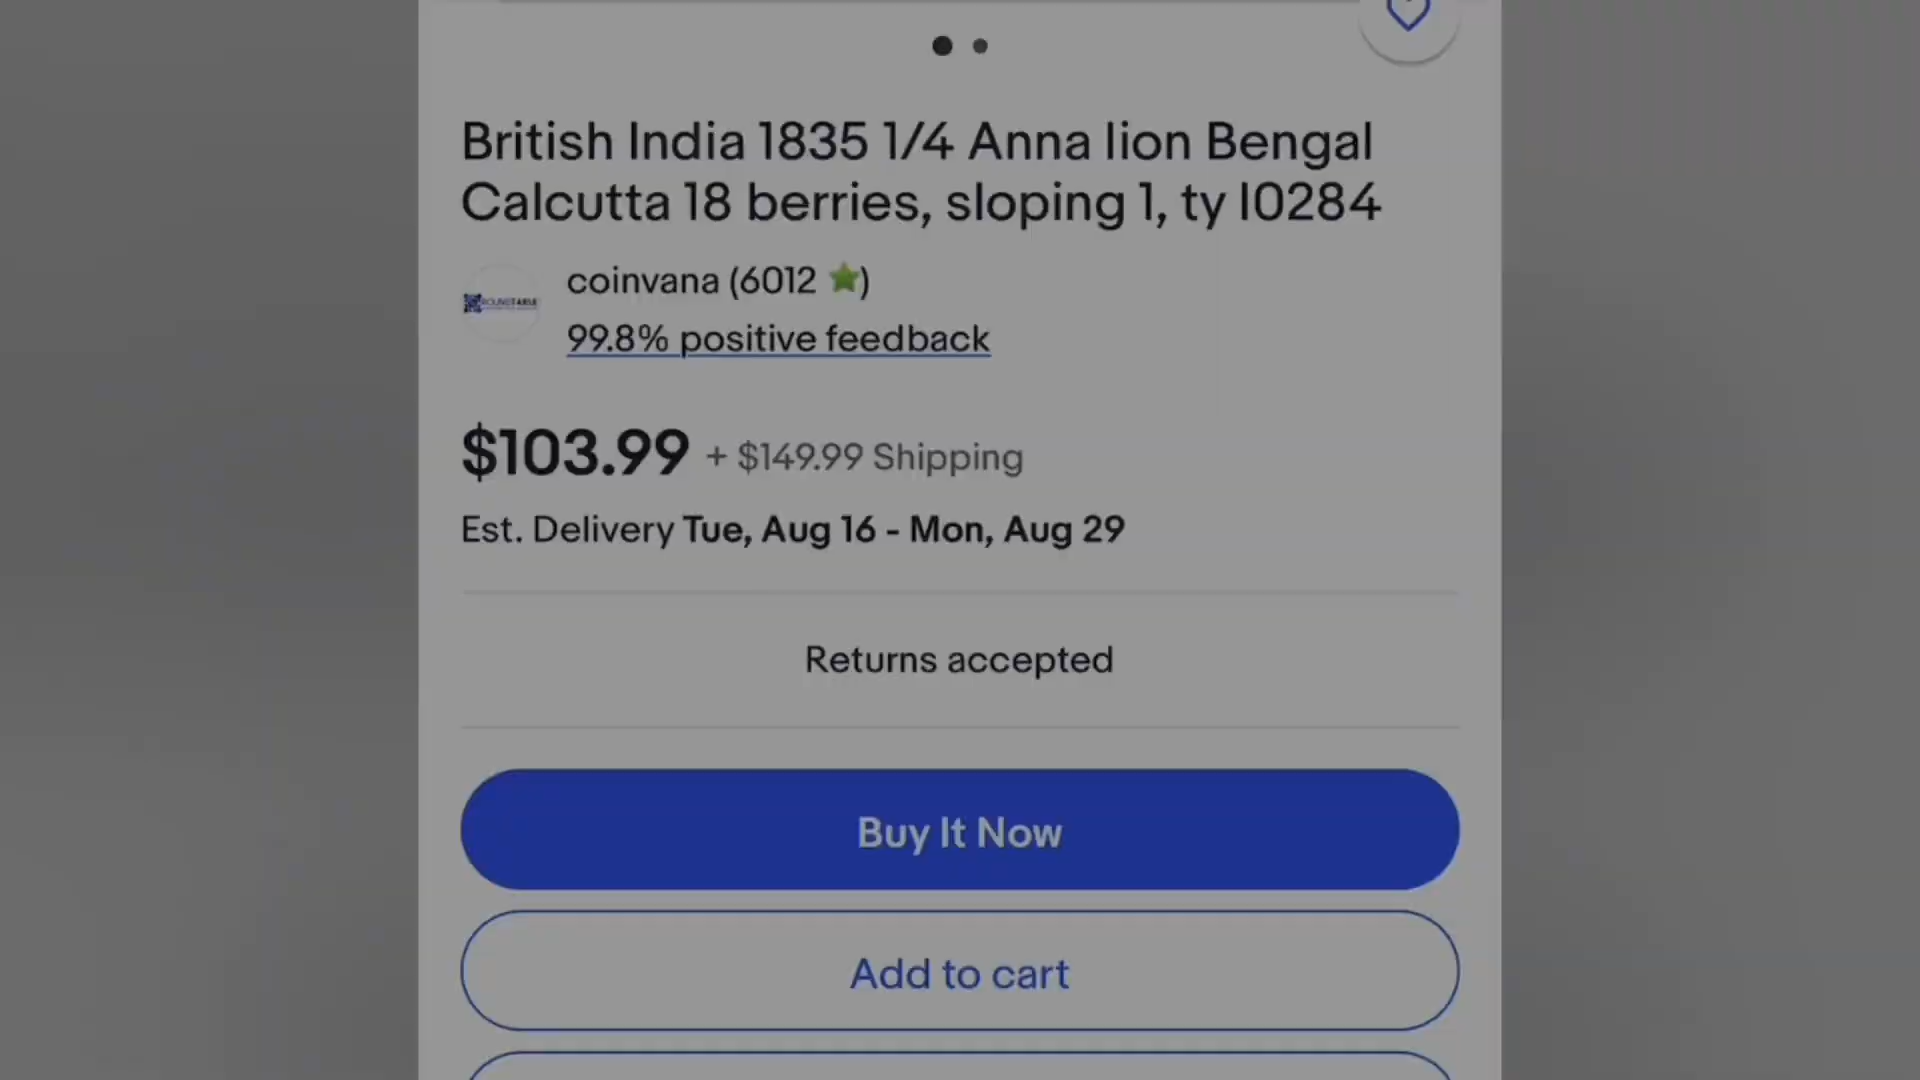 British India 1835 1/4 Anna lion Bengal
Calcutta 18 berries, sloping 1, ty I0284
coinvana (6012 ⭐)
99.8% positive feedback
$103.99 + $149.99 Shipping
Est. Delivery Tue, Aug 16 - Mon, Aug 29
Returns accepted
Buy It Now
Add to cart